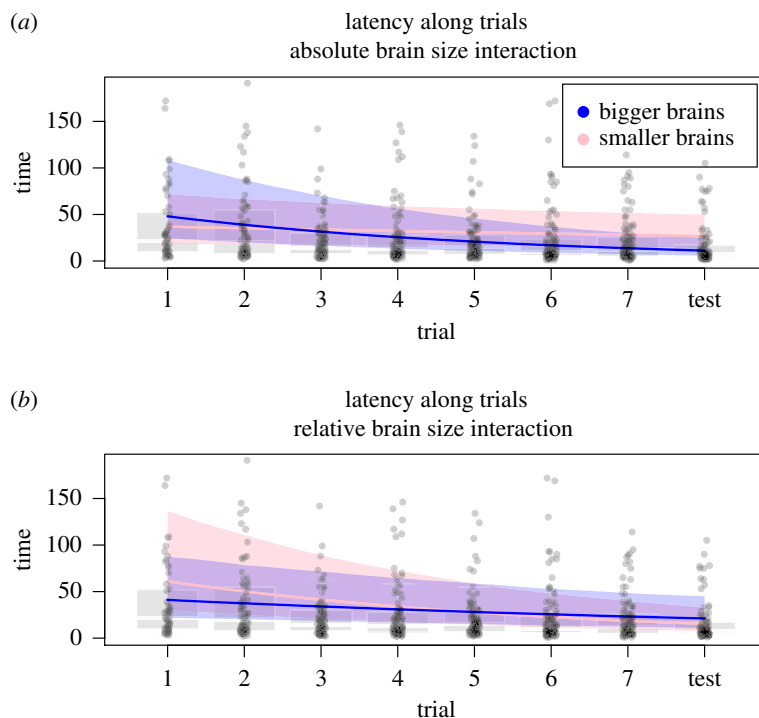 (a)
latency along trials
absolute brain size interaction
time
150
100
50
0
bigger brains
smaller brains
1 2 3 4 5 6 7 test
trial
(b)
latency along trials
relative brain size interaction
time
150
100
50
0
1 2 3 4 5 6 7 test
trial